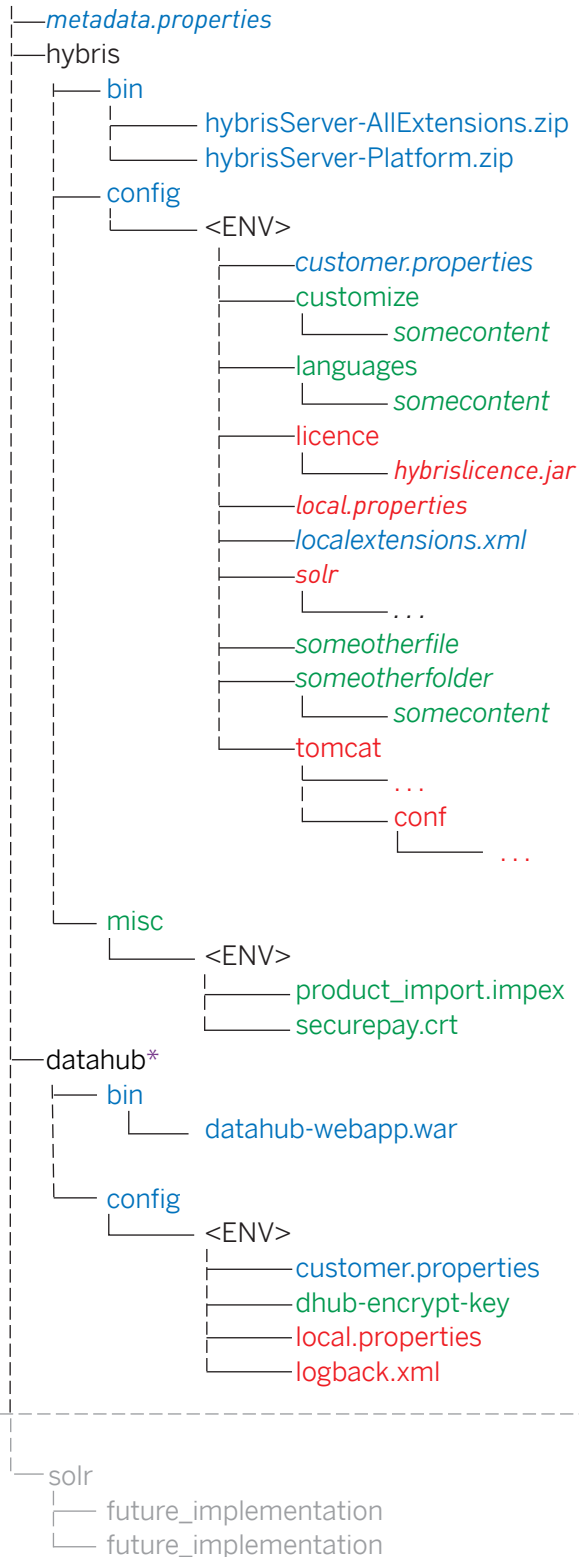 metadata.properties
hybris
bin
hybrisServer-AllExtensions.zip
hybrisServer-Platform.zip
config
<ENV>
customer.properties
customize
somecontent
languages
somecontent
licence
hybrislicence.jar
local.properties
localextensions.xml
solr
. . .
someotherfile
someotherfolder
somecontent
tomcat
. . .
conf
. . .
misc
<ENV>
product_import.impex
securepay.crt
datahub*
bin
datahub-webapp.war
config
<ENV>
customer.properties
dhub-encrypt-key
local.properties
logback.xml
solr
future_implementation
future_implementation